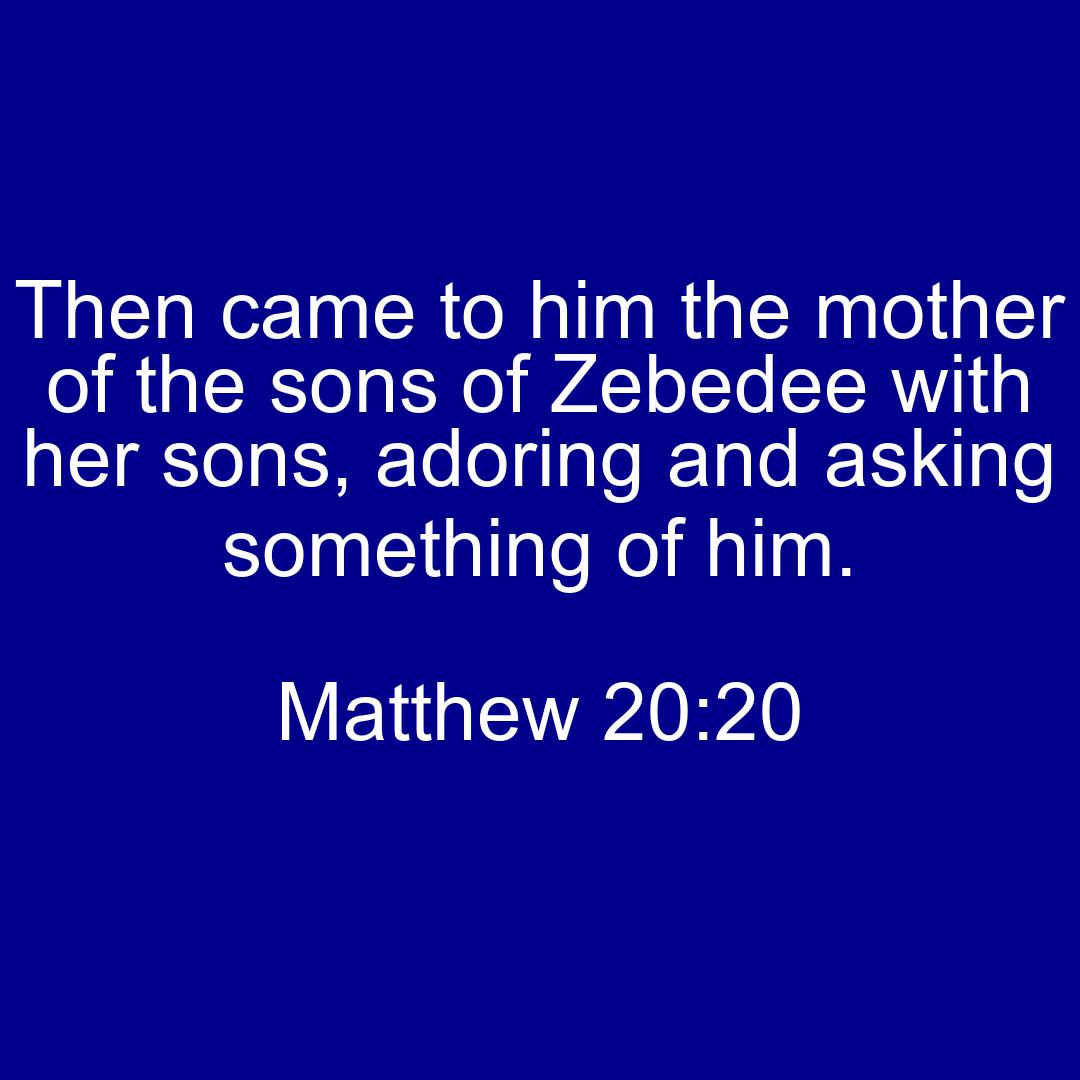 Then came to him the mother
of the sons of Zebedee with
her sons, adoring and asking
something of him.
Matthew 20:20